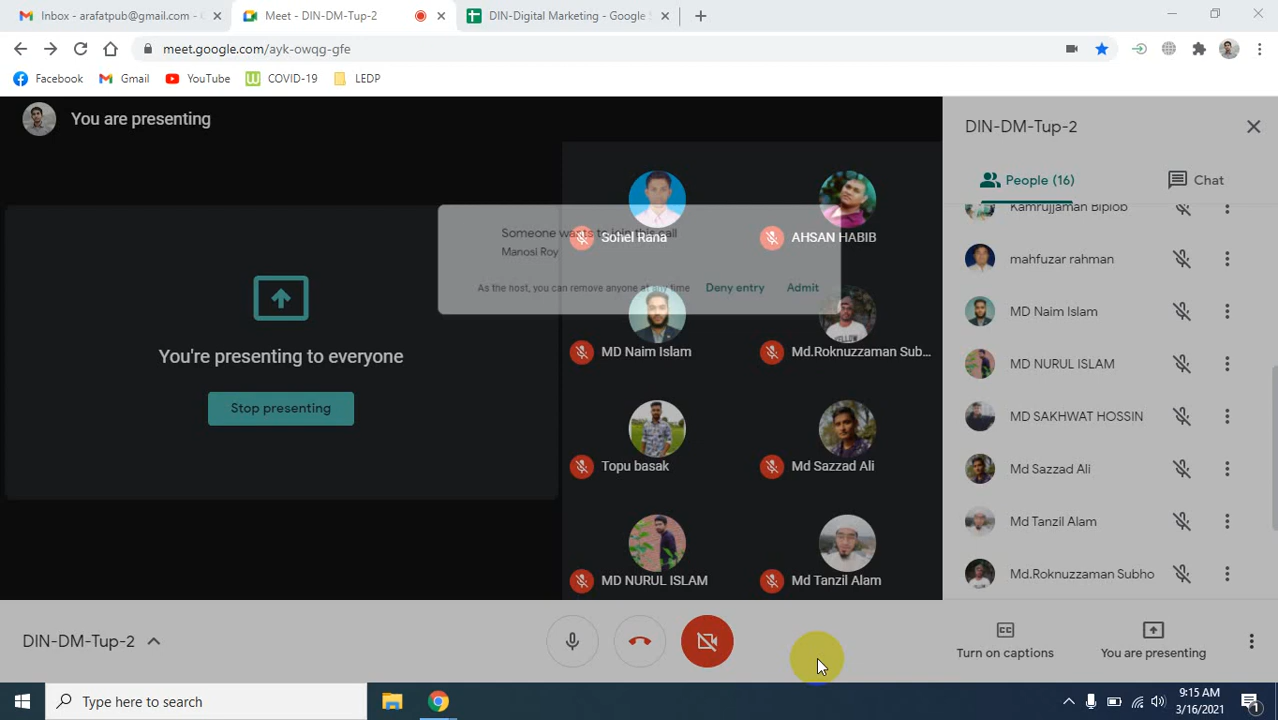 Inbox - arafatpub@gmail.com - G
Meet - DIN-DM-Tup-2
DIN-Digital Marketing - Google S
meet.google.com/ayk-owqg-gfe
Facebook
Gmail
YouTube
COVID-19
LEDP
You are presenting
DIN-DM-Tup-2
People (16)
Chat
Someone wants to join this call
Manosi Roy
As the host, you can remove anyone at any time
Deny entry
Admit
You're presenting to everyone
Stop presenting
Sohel Rana
AHSAN HABIB
MD Naim Islam
Md.Roknuzzaman Sub...
Topu basak
Md Sazzad Ali
MD NURUL ISLAM
Md Tanzil Alam
Kamrujjaman Biplob
mahfuzar rahman
MD Naim Islam
MD NURUL ISLAM
MD SAKHWAT HOSSIN
Md Sazzad Ali
Md Tanzil Alam
Md.Roknuzzaman Subho
DIN-DM-Tup-2
Turn on captions
You are presenting
Type here to search
9:15 AM
3/16/2021
1